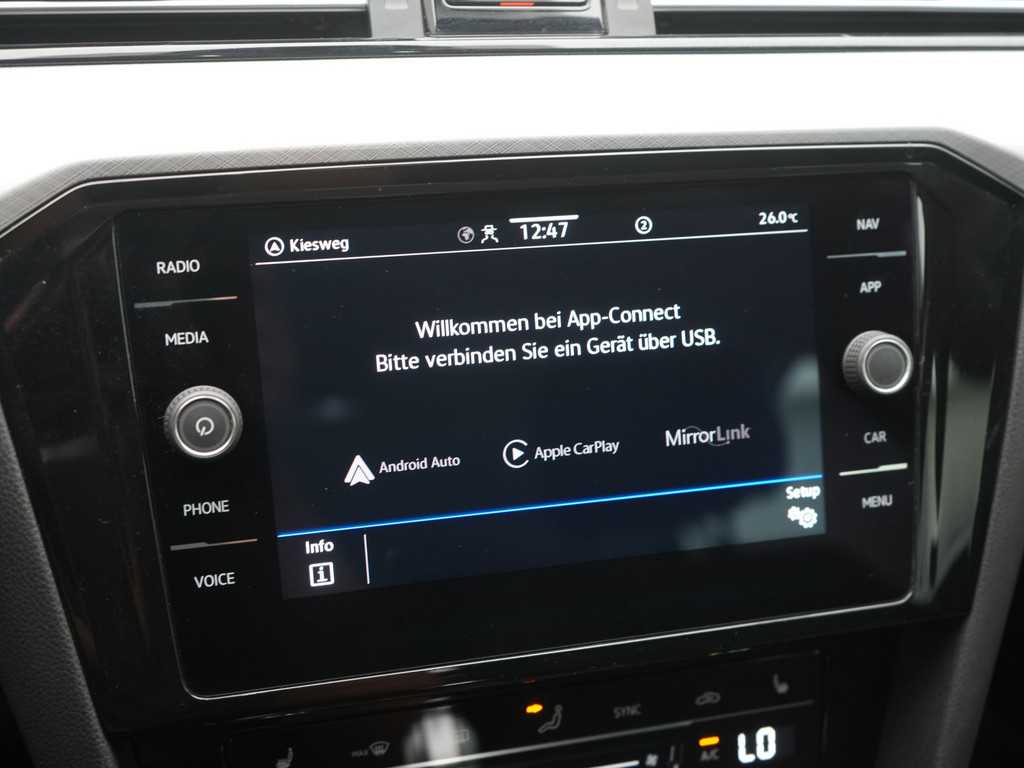 Kiesweg
12:47
2
26.0°C
RADIO
MEDIA
PHONE
VOICE
Willkommen bei App-Connect
Bitte verbinden Sie ein Gerät über USB.
Android Auto
Apple CarPlay
MirrorLink
Setup
Info
i
NAV
APP
CAR
MENU
SYNC
MAX
A/C
LO